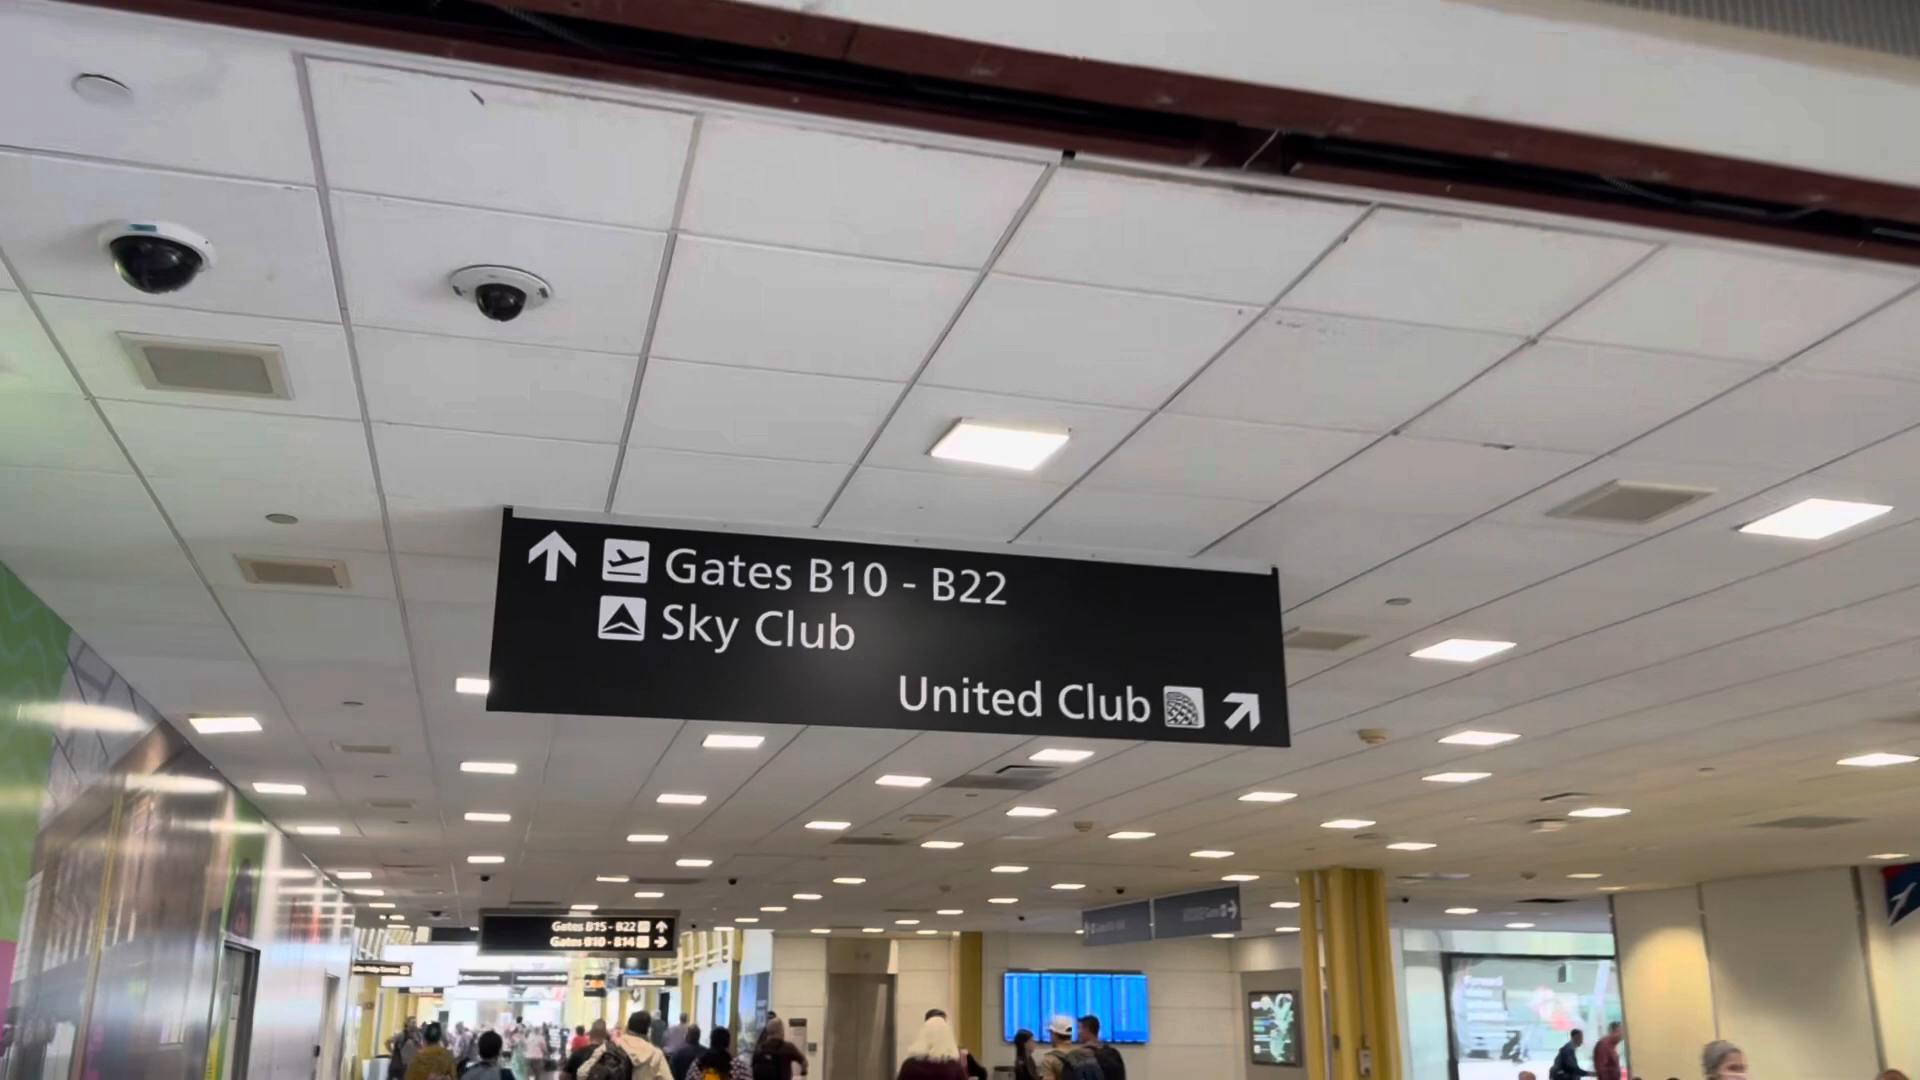 Gates B10 - B22
Sky Club
United Club
Gates B15 - B22
Gates B10 - B14